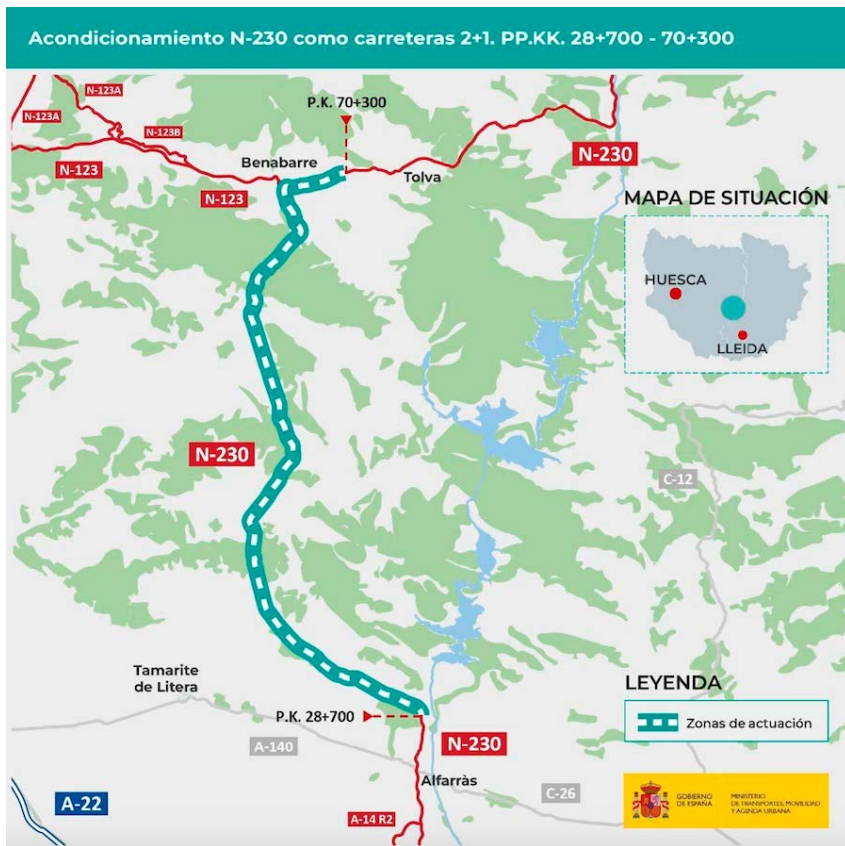 Acondicionamiento N-230 como carreteras 2+1. PP.KK. 28+700 - 70+300
N-123A
N-123A
N-123B
P.K. 70+300
N-123
Benabarre
N-123
Tolva
N-230
MAPA DE SITUACIÓN
HUESCA
LLEIDA
N-230
C-12
Tamarite
de Litera
P.K. 28+700
A-140
N-230
LEYENDA
Zonas de actuación
A-22
Alfarràs
C-26
A-14 R2
GOBIERNO
DE ESPAÑA
MINISTERIO
DE TRANSPORTES, MOVILIDAD
Y AGENDA URBANA